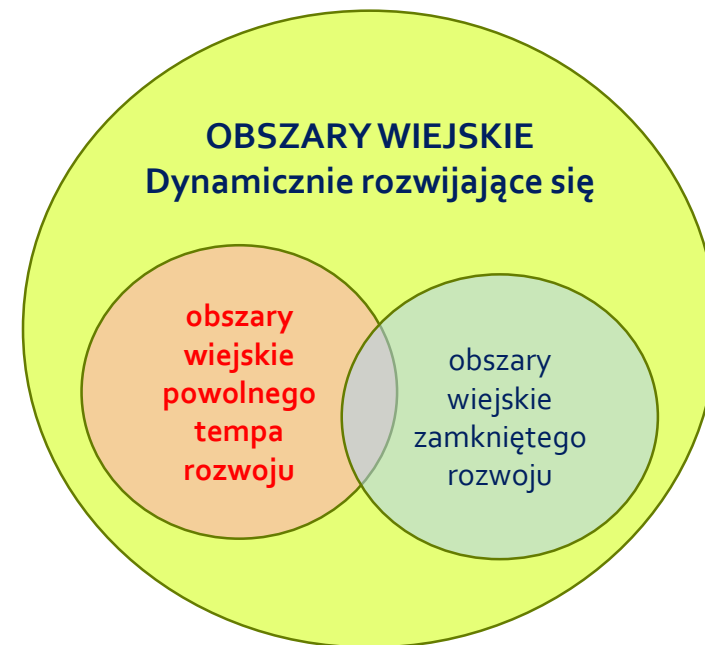 OBSZARY WIEJSKIE
Dynamicznie rozwijające się
obszary
wiejskie
powolnego
tempa
rozwoju
obszary
wiejskie
zamkniętego
rozwoju